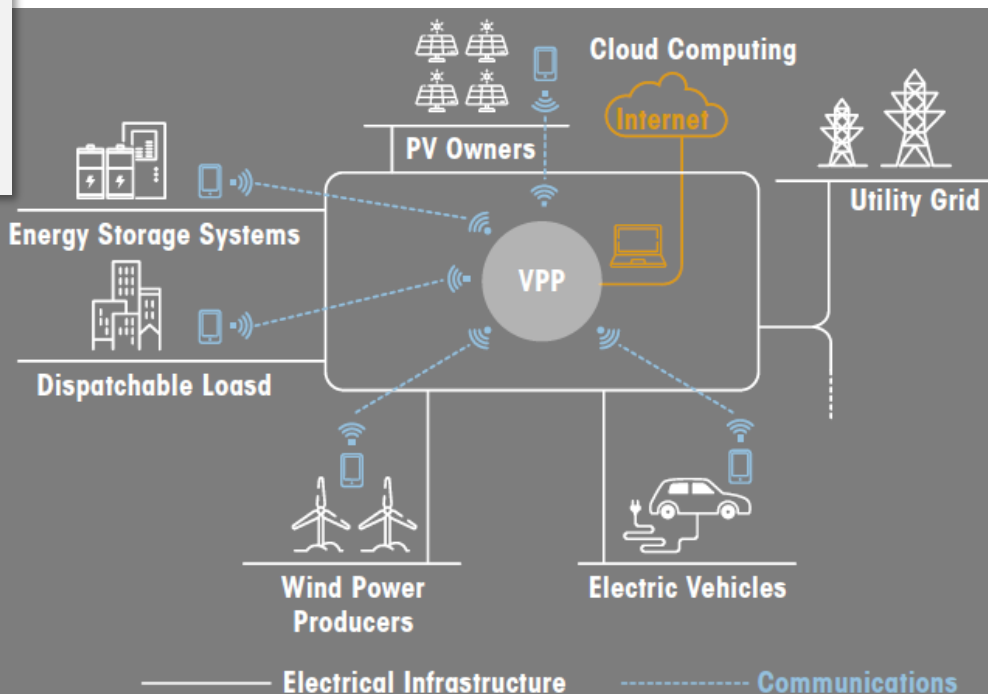 Cloud Computing
Internet
PV Owners
Utility Grid
Energy Storage Systems
VPP
Dispatchable Loasd
Wind Power
Producers
Electric Vehicles
Electrical Infrastructure
Communications